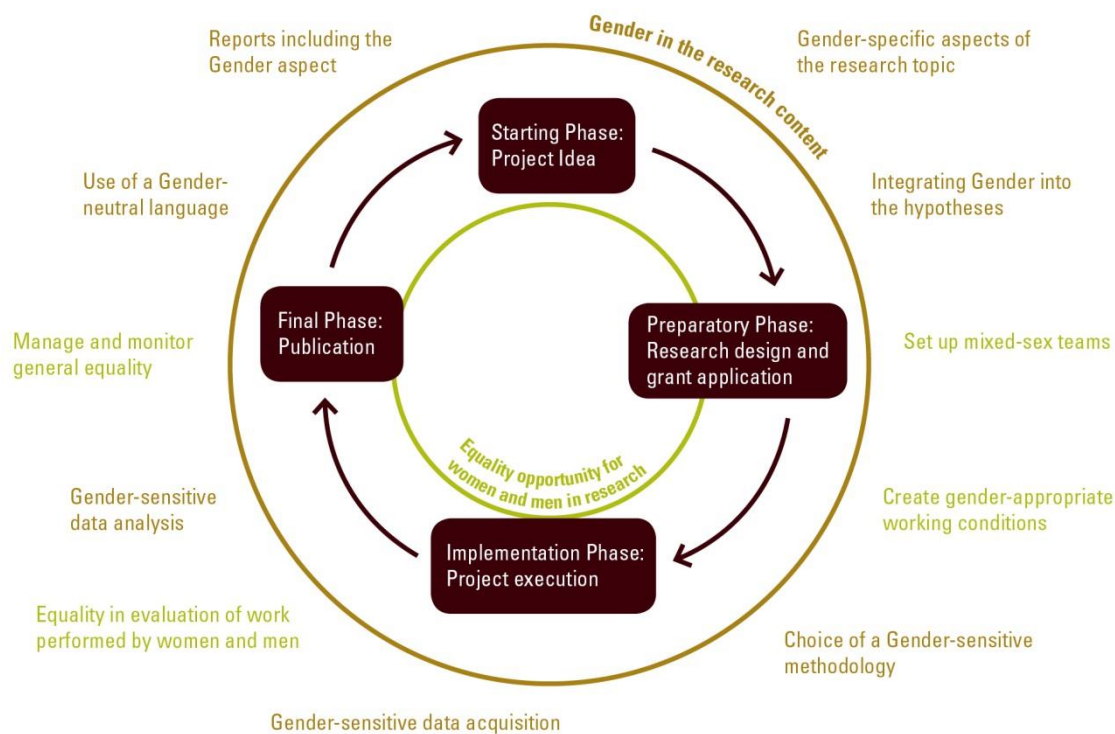 Gender in the research content
Reports including the
Gender aspect
Gender-specific aspects of
the research topic
Starting Phase:
Project Idea
Use of a Gender-
neutral language
Integrating Gender into
the hypotheses
Final Phase:
Publication
Preparatory Phase:
Research design and
grant application
Manage and monitor
general equality
Set up mixed-sex teams
Equality opportunity for
women and men in research
Gender-sensitive
data analysis
Create gender-appropriate
working conditions
Implementation Phase:
Project execution
Equality in evaluation of work
performed by women and men
Choice of a Gender-sensitive
methodology
Gender-sensitive data acquisition